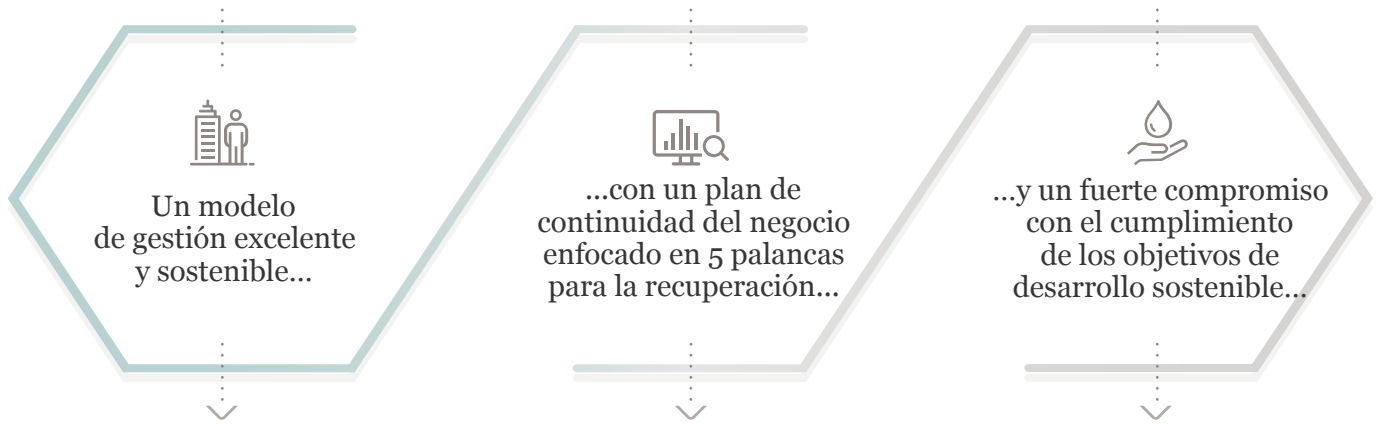 Un modelo
de gestión excelente
y sostenible...
...con un plan de
continuidad del negocio
enfocado en 5 palancas
para la recuperación...
...y un fuerte compromiso
con el cumplimiento
de los objetivos de
desarrollo sostenible...